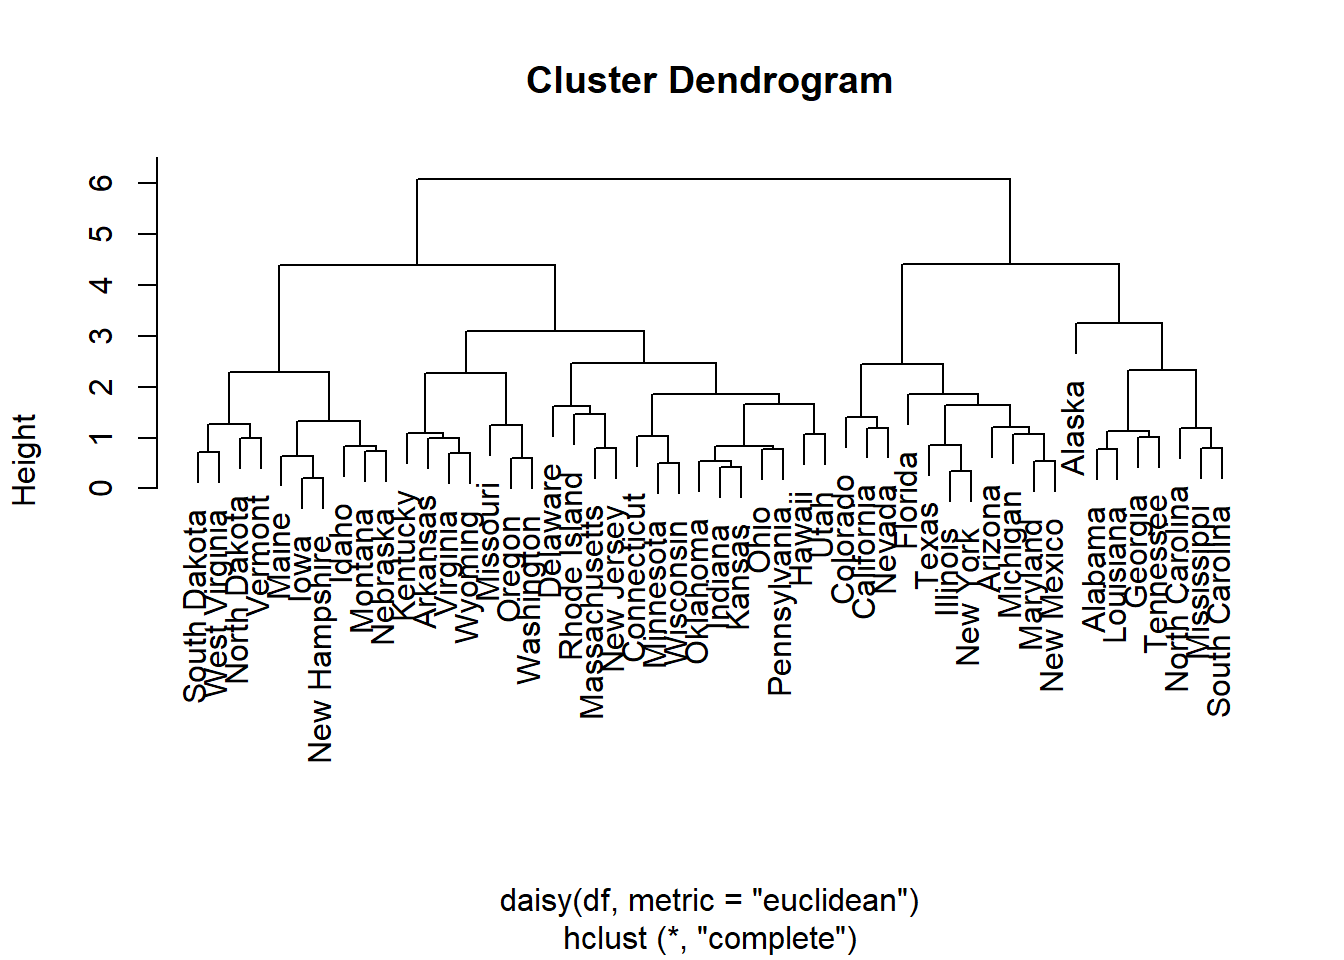 Cluster Dendrogram
Height
6
5
4
3
2
1
0
South Dakota
West Virginia
North Dakota
Vermont
Maine
Iowa
New Hampshire
Idaho
Montana
Nebraska
Kentucky
Arkansas
Virginia
Wyoming
Missouri
Oregon
Washington
Delaware
Rhode Island
Massachusetts
New Jersey
Connecticut
Minnesota
Wisconsin
Oklahoma
Indiana
Kansas
Ohio
Pennsylvania
Hawaii
Utah
Colorado
California
Nevada
Florida
Texas
Illinois
New York
Arizona
Michigan
Maryland
New Mexico
Alaska
Alabama
Louisiana
Georgia
Tennessee
North Carolina
Mississippi
South Carolina
daisy(df, metric = "euclidean")
hclust (*, "complete")